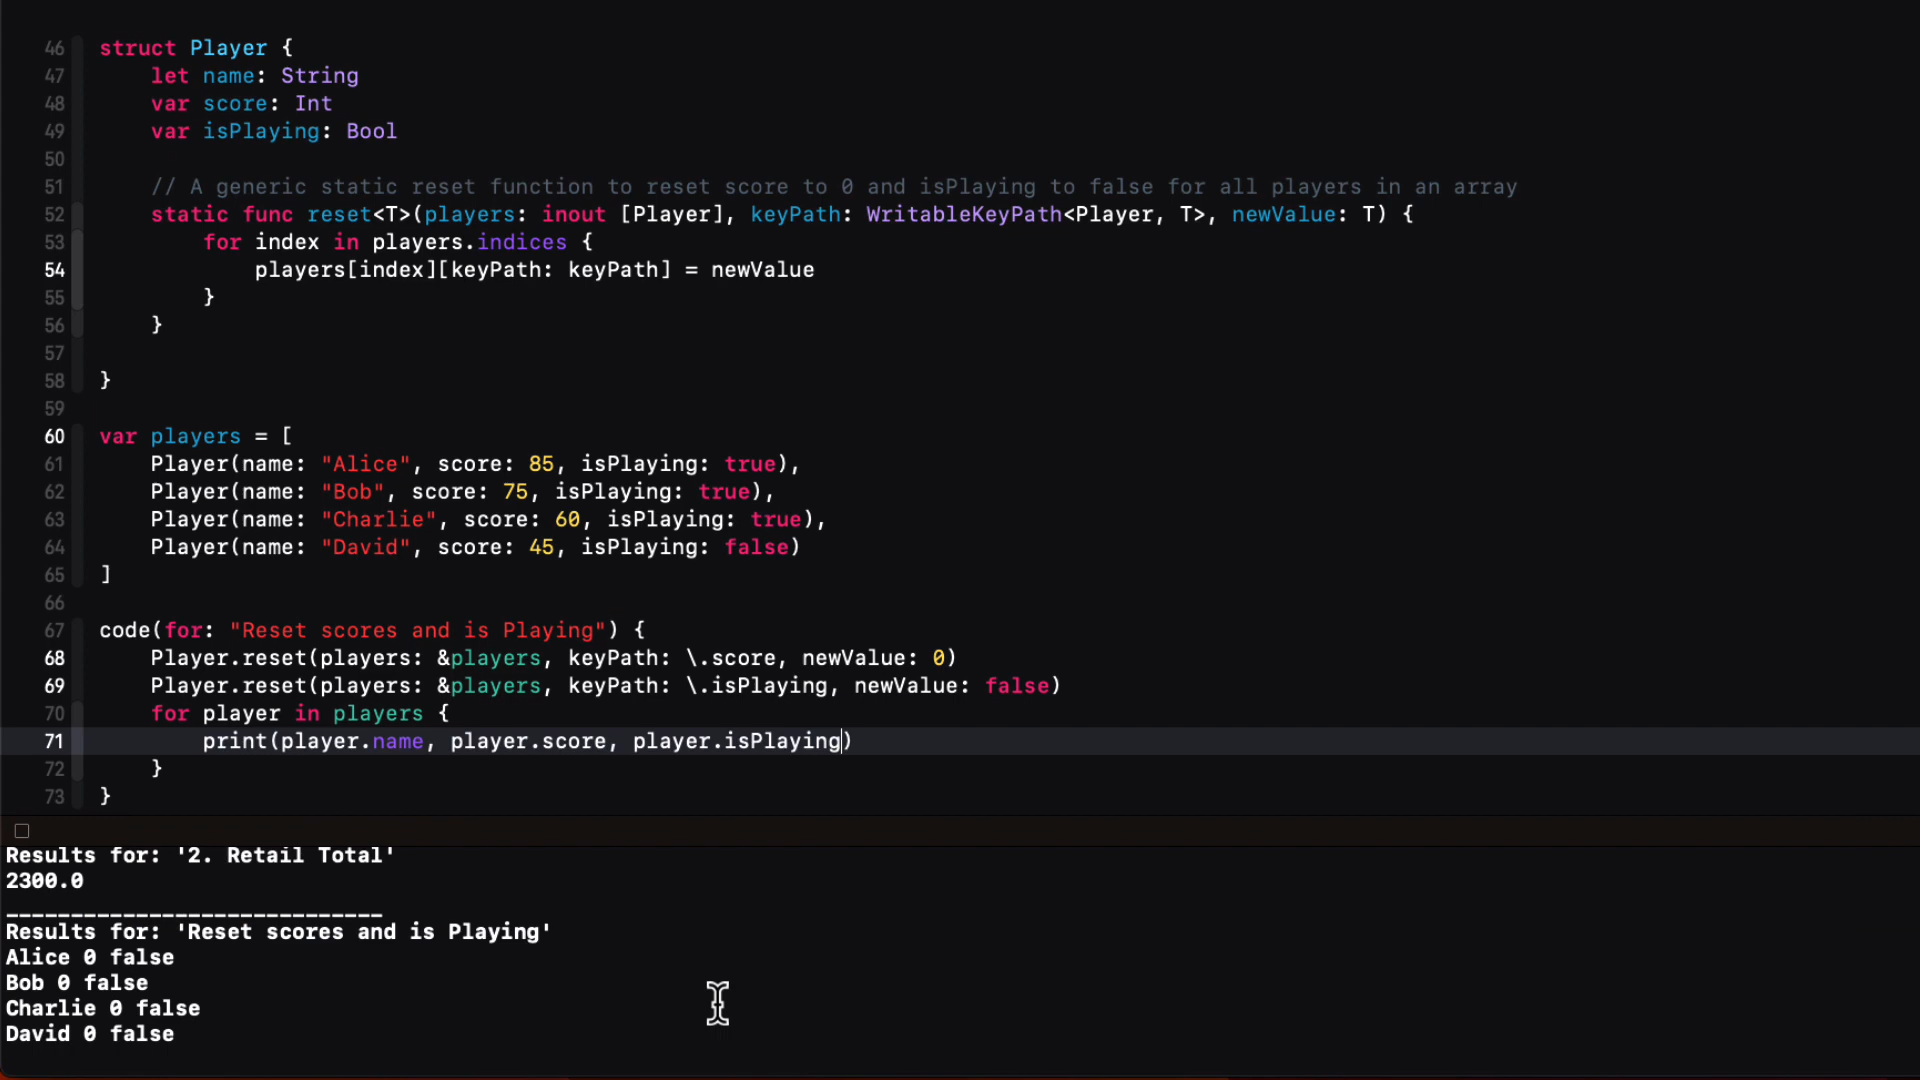 46 struct Player {
47 let name: String
48 var score: Int
49 var isPlaying: Bool
50
51 // A generic static reset function to reset score to 0 and isPlaying to false for all players in an array
52 static func reset<T>(players: inout [Player], keyPath: WritableKeyPath<Player, T>, newValue: T) {
53 for index in players.indices {
54 players[index][keyPath: keyPath] = newValue
55 }
56 }
57
58 }
59
60 var players = [
61 Player(name: "Alice", score: 85, isPlaying: true),
62 Player(name: "Bob", score: 75, isPlaying: true),
63 Player(name: "Charlie", score: 60, isPlaying: true),
64 Player(name: "David", score: 45, isPlaying: false)
65 ]
66
67 code(for: "Reset scores and is Playing") {
68 Player.reset(players: &players, keyPath: \.score, newValue: 0)
69 Player.reset(players: &players, keyPath: \.isPlaying, newValue: false)
70 for player in players {
71 print(player.name, player.score, player.isPlaying)
72 }
73 }
Results for: '2. Retail Total'
2300.0
_____________________________
Results for: 'Reset scores and is Playing'
Alice 0 false
Bob 0 false
Charlie 0 false
David 0 false